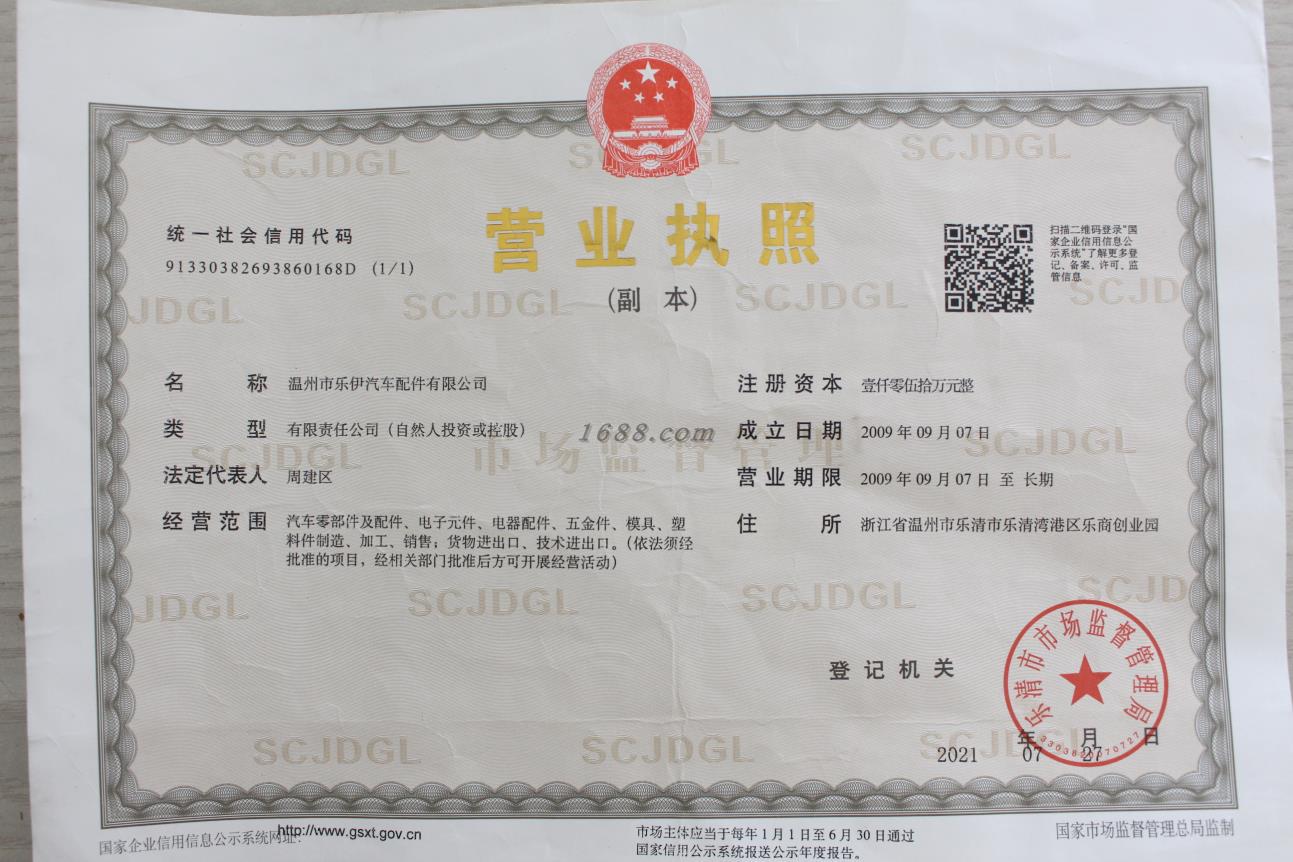 SCJDGL SCJDGL SCJDGL
营业执照
(副 本)
统一社会信用代码
91330382693860168D (1/1)
扫描二维码登录“国
家企业信用信息公
示系统”了解更多登
记、备案、许可、监
管信息
JDGL SCJDGL SCJDGL SCJD
名 称 温州市乐伊汽车配件有限公司
类 型 有限责任公司（自然人投资或控股）
法定代表人 周建区
经营范围 汽车零部件及配件、电子元件、电器配件、五金件、模具、塑
料件制造、加工、销售；货物进出口、技术进出口。（依法须经
批准的项目，经相关部门批准后方可开展经营活动）
注册资本 壹仟零伍拾万元整
成立日期 2009年09月07日
营业期限 2009年09月07日 至 长期
住 所 浙江省温州市乐清市乐清湾港区乐商创业园
1688.com
SCJDGL 市场监督管理 SCJDGL
JDGL SCJDGL SCJDGL SCJD
登记机关
乐清市市场监督管理局
年 月 日
2021 07 27
SCJDGL SCJDGL SCJDGL
国家企业信用信息公示系统网址:
http://www.gsxt.gov.cn
市场主体应当于每年1月1日至6月30日通过
国家信用公示系统报送公示年度报告。
国家市场监督管理总局监制